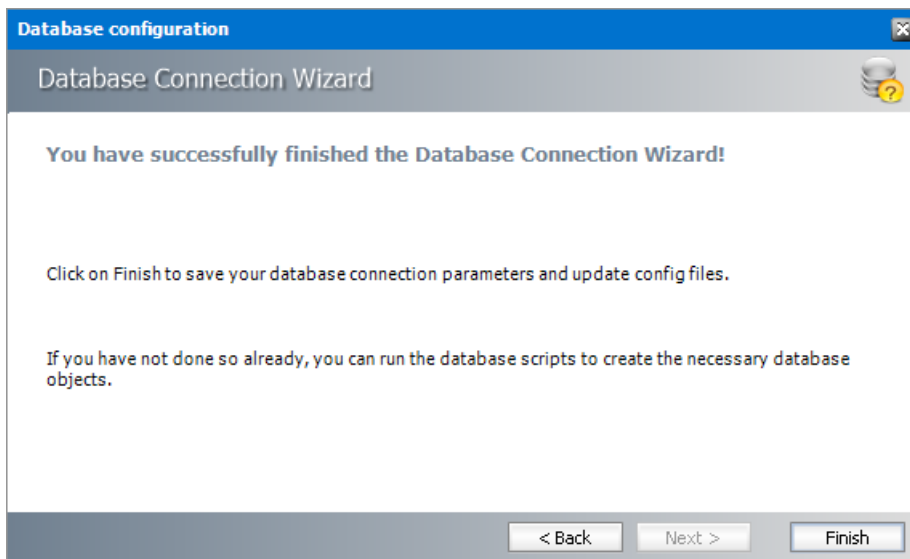 Database configuration
Database Connection Wizard
?
You have successfully finished the Database Connection Wizard!
Click on Finish to save your database connection parameters and update config files.
If you have not done so already, you can run the database scripts to create the necessary database
objects.
< Back
Next >
Finish